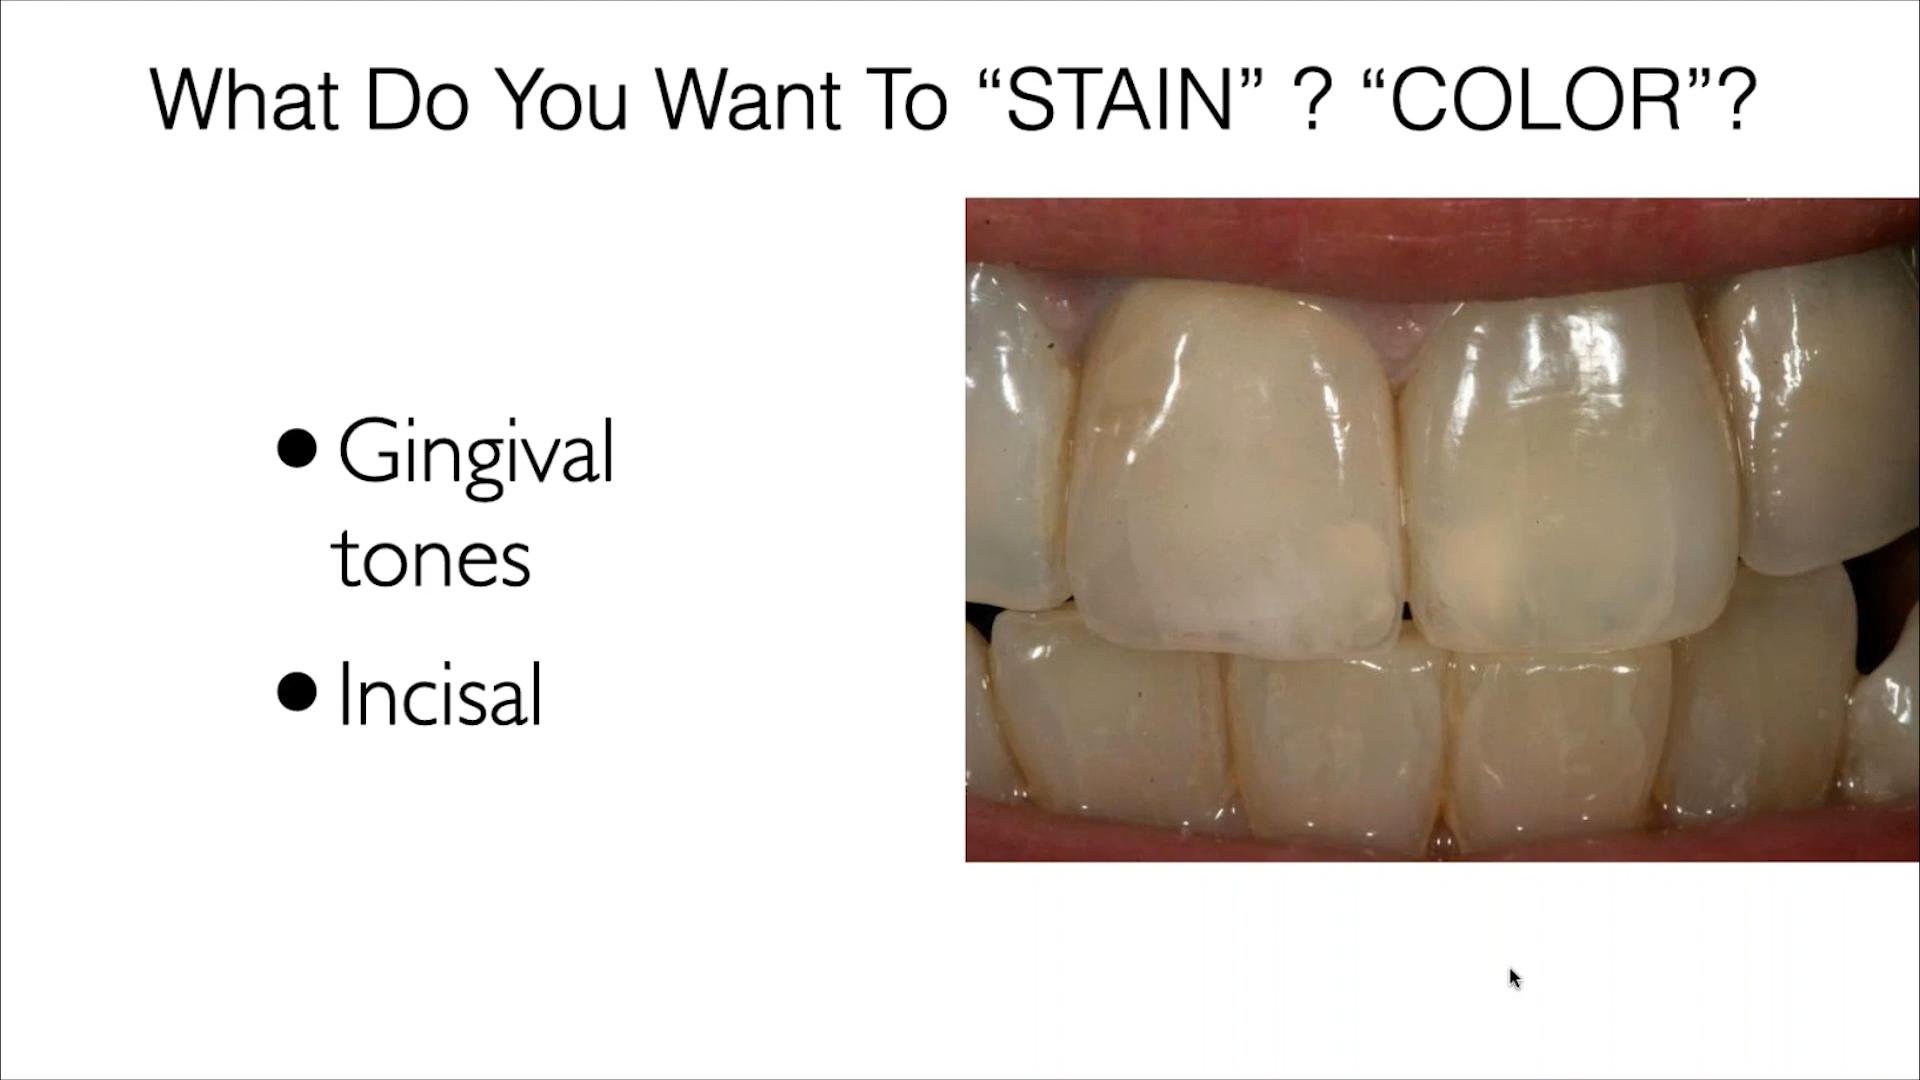 What Do You Want To “STAIN” ? “COLOR”?
• Gingival
tones
• Incisal